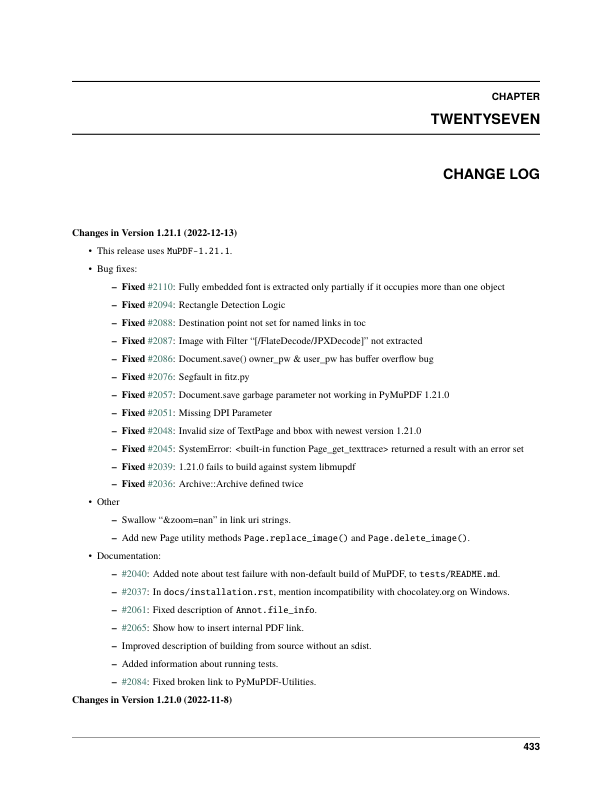 CHAPTER
TWENTYSEVEN
CHANGE LOG
Changes in Version 1.21.1 (2022-12-13)
• This release uses MuPDF-1.21.1.
• Bug fixes:
– Fixed #2110: Fully embedded font is extracted only partially if it occupies more than one object
– Fixed #2094: Rectangle Detection Logic
– Fixed #2088: Destination point not set for named links in toc
– Fixed #2087: Image with Filter “[/FlateDecode/JPXDecode]” not extracted
– Fixed #2086: Document.save() owner_pw & user_pw has buffer overflow bug
– Fixed #2076: Segfault in fitz.py
– Fixed #2057: Document.save garbage parameter not working in PyMuPDF 1.21.0
– Fixed #2051: Missing DPI Parameter
– Fixed #2048: Invalid size of TextPage and bbox with newest version 1.21.0
– Fixed #2045: SystemError: <built-in function Page_get_texttrace> returned a result with an error set
– Fixed #2039: 1.21.0 fails to build against system libmupdf
– Fixed #2036: Archive::Archive defined twice
• Other
– Swallow “&zoom=nan” in link uri strings.
– Add new Page utility methods Page.replace_image() and Page.delete_image().
• Documentation:
– #2040: Added note about test failure with non-default build of MuPDF, to tests/README.md.
– #2037: In docs/installation.rst, mention incompatibility with chocolatey.org on Windows.
– #2061: Fixed description of Annot.file_info.
– #2065: Show how to insert internal PDF link.
– Improved description of building from source without an sdist.
– Added information about running tests.
– #2084: Fixed broken link to PyMuPDF-Utilities.
Changes in Version 1.21.0 (2022-11-8)
433